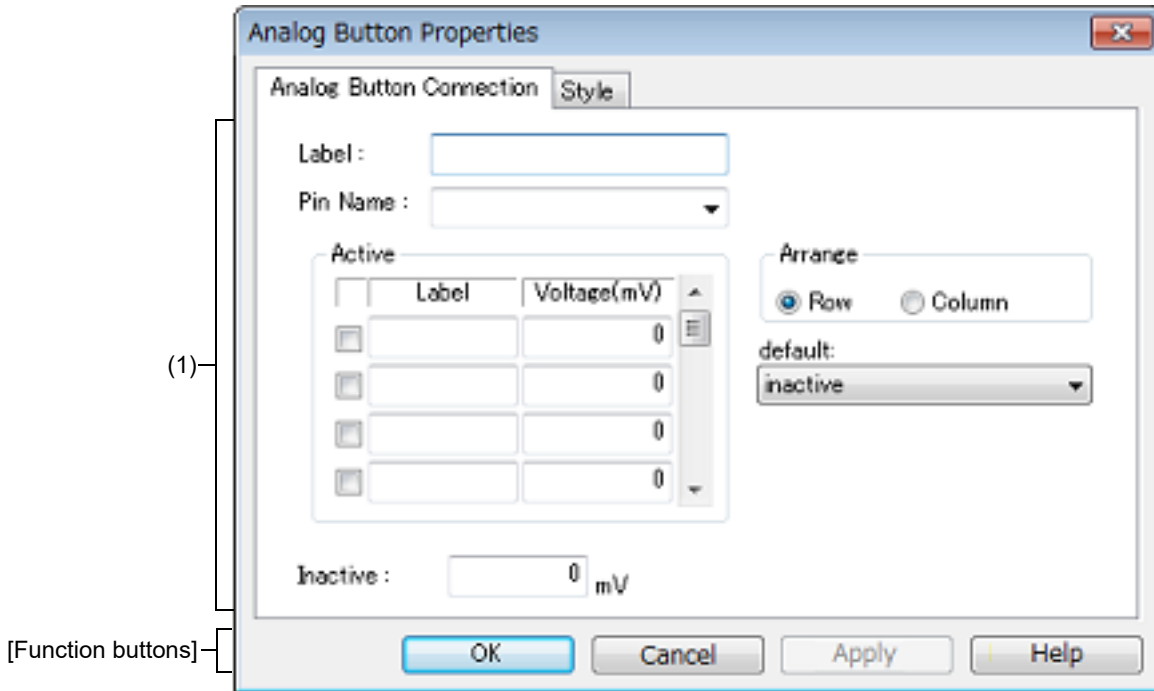 Analog Button Properties
Analog Button Connection
Style
Label :
Pin Name :
Active
Label Voltage(mV)
0
0
0
0
Arrange
Row Column
default:
inactive
Inactive : 0 mV
(1)
[Function buttons]
OK Cancel Apply Help